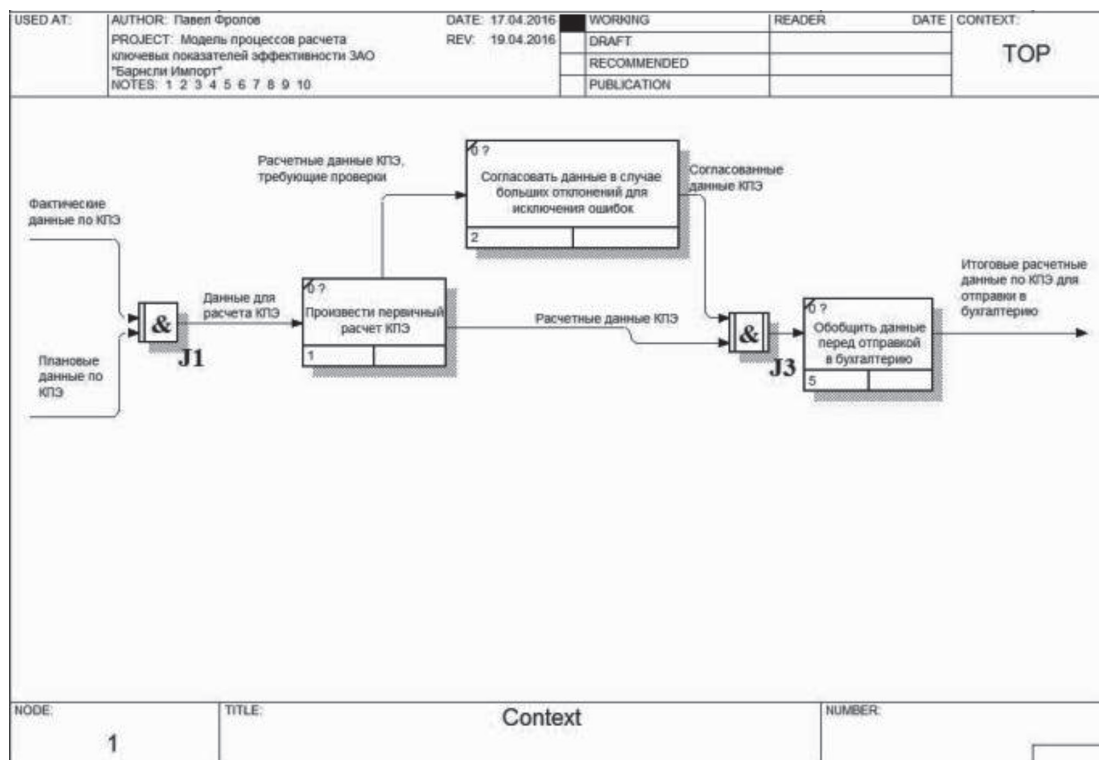 USED AT:
AUTHOR: Павел Фролов
DATE: 17.04.2016
WORKING
READER
DATE
CONTEXT:
PROJECT: Модель процессов расчета
REV: 19.04.2016
DRAFT
TOP
ключевых показателей эффективности ЗАО
RECOMMENDED
"Барнсли Импорт"
NOTES: 1 2 3 4 5 6 7 8 9 10
PUBLICATION
Расчетные данные КПЭ,
требующие проверки
0 ?
Согласовать данные в случае
больших отклонений для
исключения ошибок
2
Согласованные
данные КПЭ
Фактические
данные по КПЭ
Итоговые расчетные
данные по КПЭ для
отправки в
бухгалтерию
&
J1
Данные для
расчета КПЭ
0 ?
Произвести первичный
расчет КПЭ
1
Расчетные данные КПЭ
&
J3
0 ?
Обобщить данные
перед отправкой
в бухгалтерию
5
Плановые
данные по
КПЭ
NODE:
1
TITLE:
Context
NUMBER: